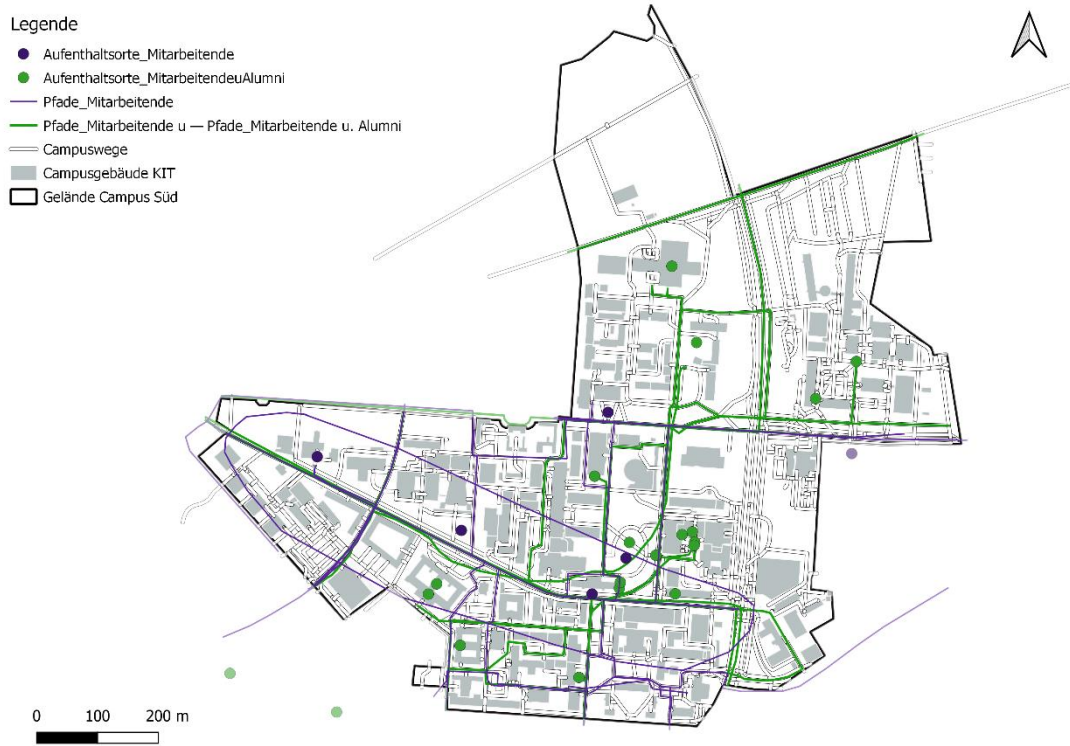 Legende
Aufenthaltsorte_Mitarbeitende
Aufenthaltsorte_MitarbeitendeuAlumni
Pfade_Mitarbeitende
Pfade_Mitarbeitende u — Pfade_Mitarbeitende u. Alumni
Campuswege
Campusgebäude KIT
Gelände Campus Süd
0 100 200 m